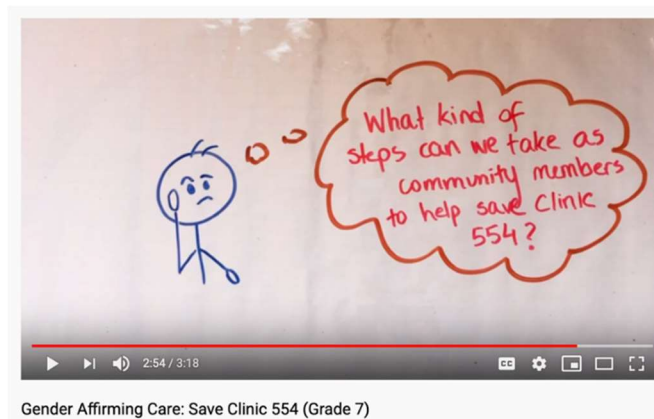 What kind of
steps can we take as
community members
to help save Clinic
554?
2:54 / 3:18
CC
Gender Affirming Care: Save Clinic 554 (Grade 7)